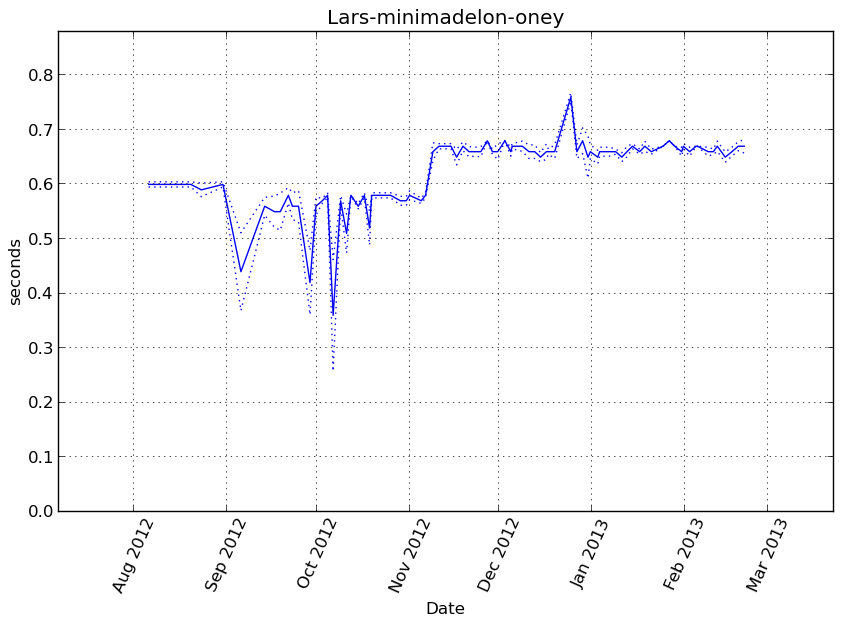 Lars-minimadelon-oney
0.8
0.7
0.6
0.5
0.4
0.3
0.2
0.1
0.0
seconds
Aug 2012
Sep 2012
Oct 2012
Nov 2012
Dec 2012
Jan 2013
Feb 2013
Mar 2013
Date